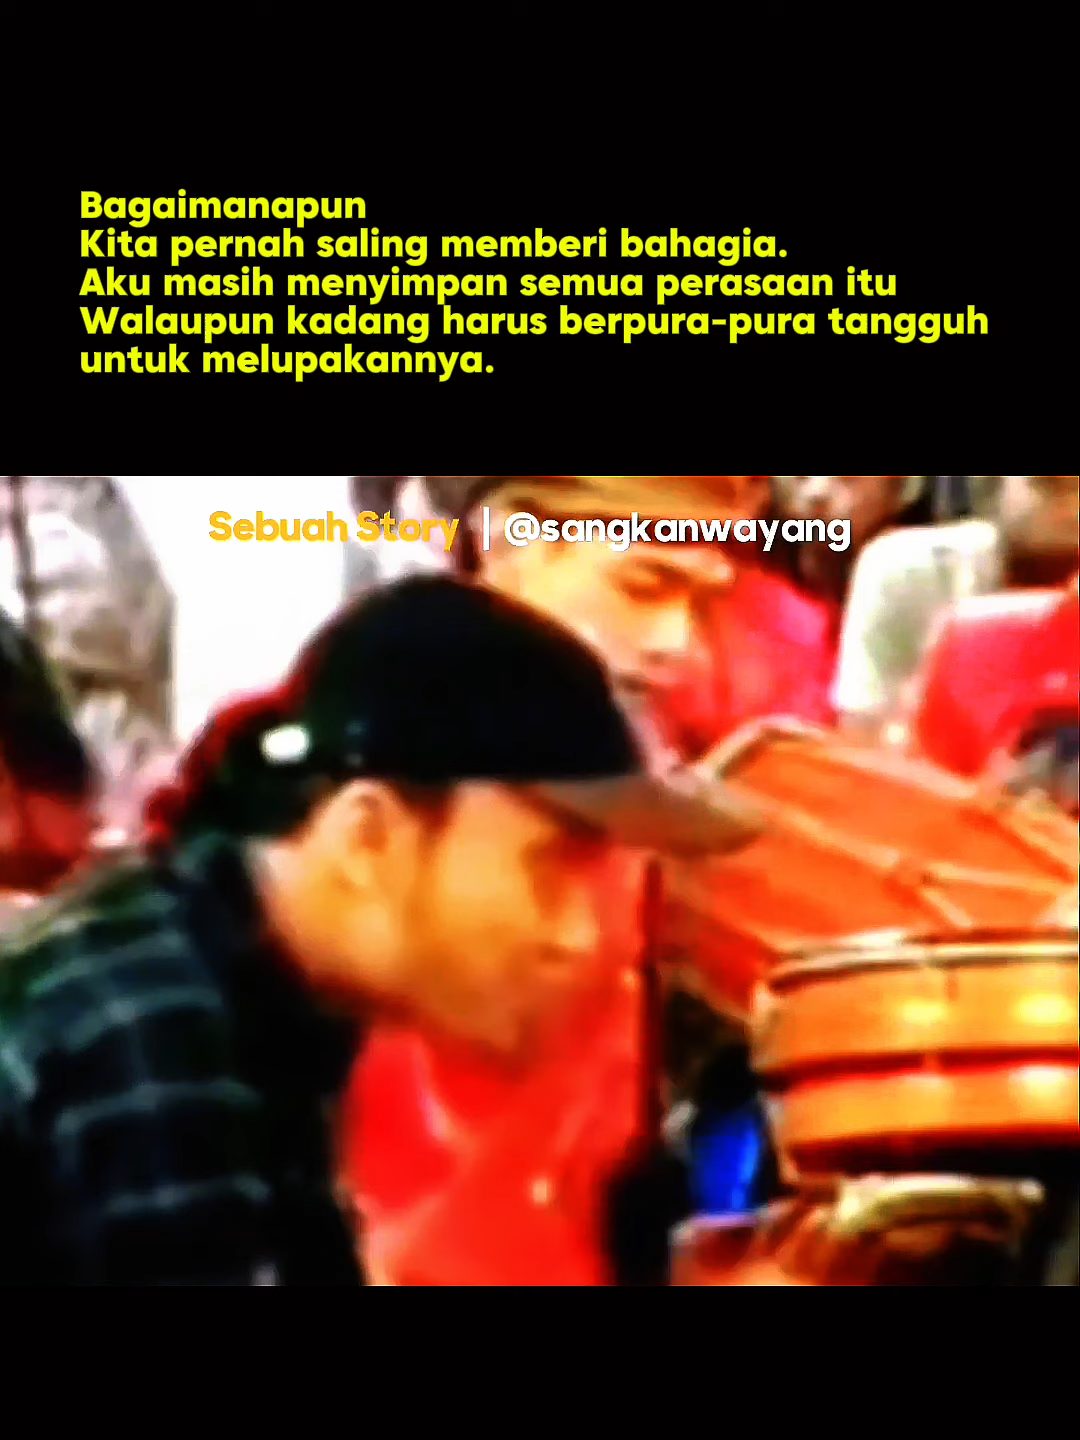 Bagaimanapun
Kita pernah saling memberi bahagia.
Aku masih menyimpan semua perasaan itu
Walaupun kadang harus berpura-pura tangguh
untuk melupakannya.
Sebuah Story | @sangkanwayang